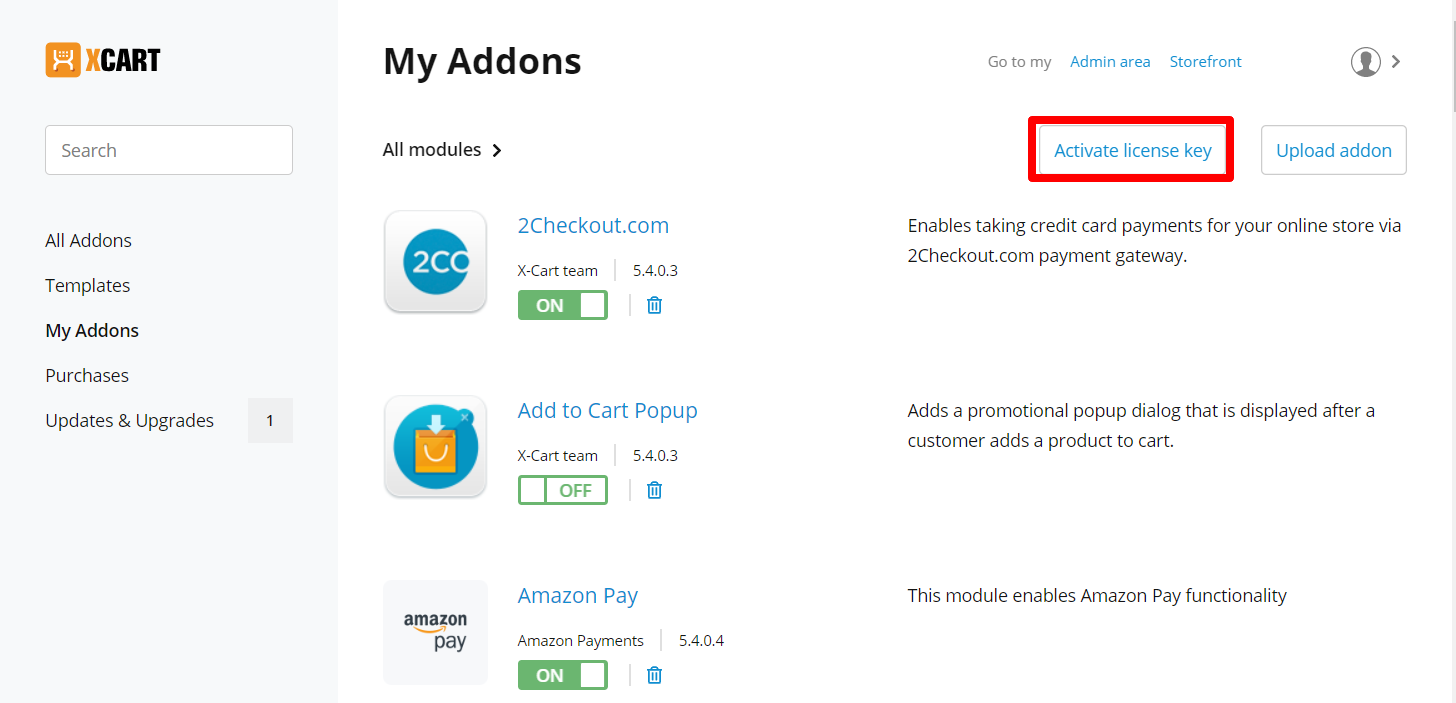 XCART
My Addons
Go to my Admin area Storefront
Search
All modules
Activate license key
Upload addon
All Addons
Templates
My Addons
Purchases
Updates & Upgrades 1
2CO
2Checkout.com
X-Cart team 5.4.0.3
ON
Enables taking credit card payments for your online store via
2Checkout.com payment gateway.
Add to Cart Popup
X-Cart team 5.4.0.3
OFF
Adds a promotional popup dialog that is displayed after a
customer adds a product to cart.
amazon
pay
Amazon Pay
Amazon Payments 5.4.0.4
ON
This module enables Amazon Pay functionality